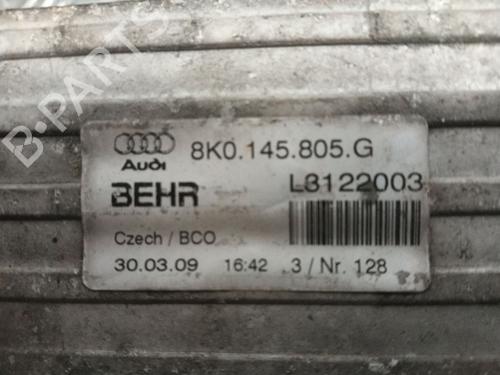 B-PARTS
Audi
8K0.145.805.G
BEHR
L8122003
Czech / BCO
30.03.09 16:42 3 / Nr. 128